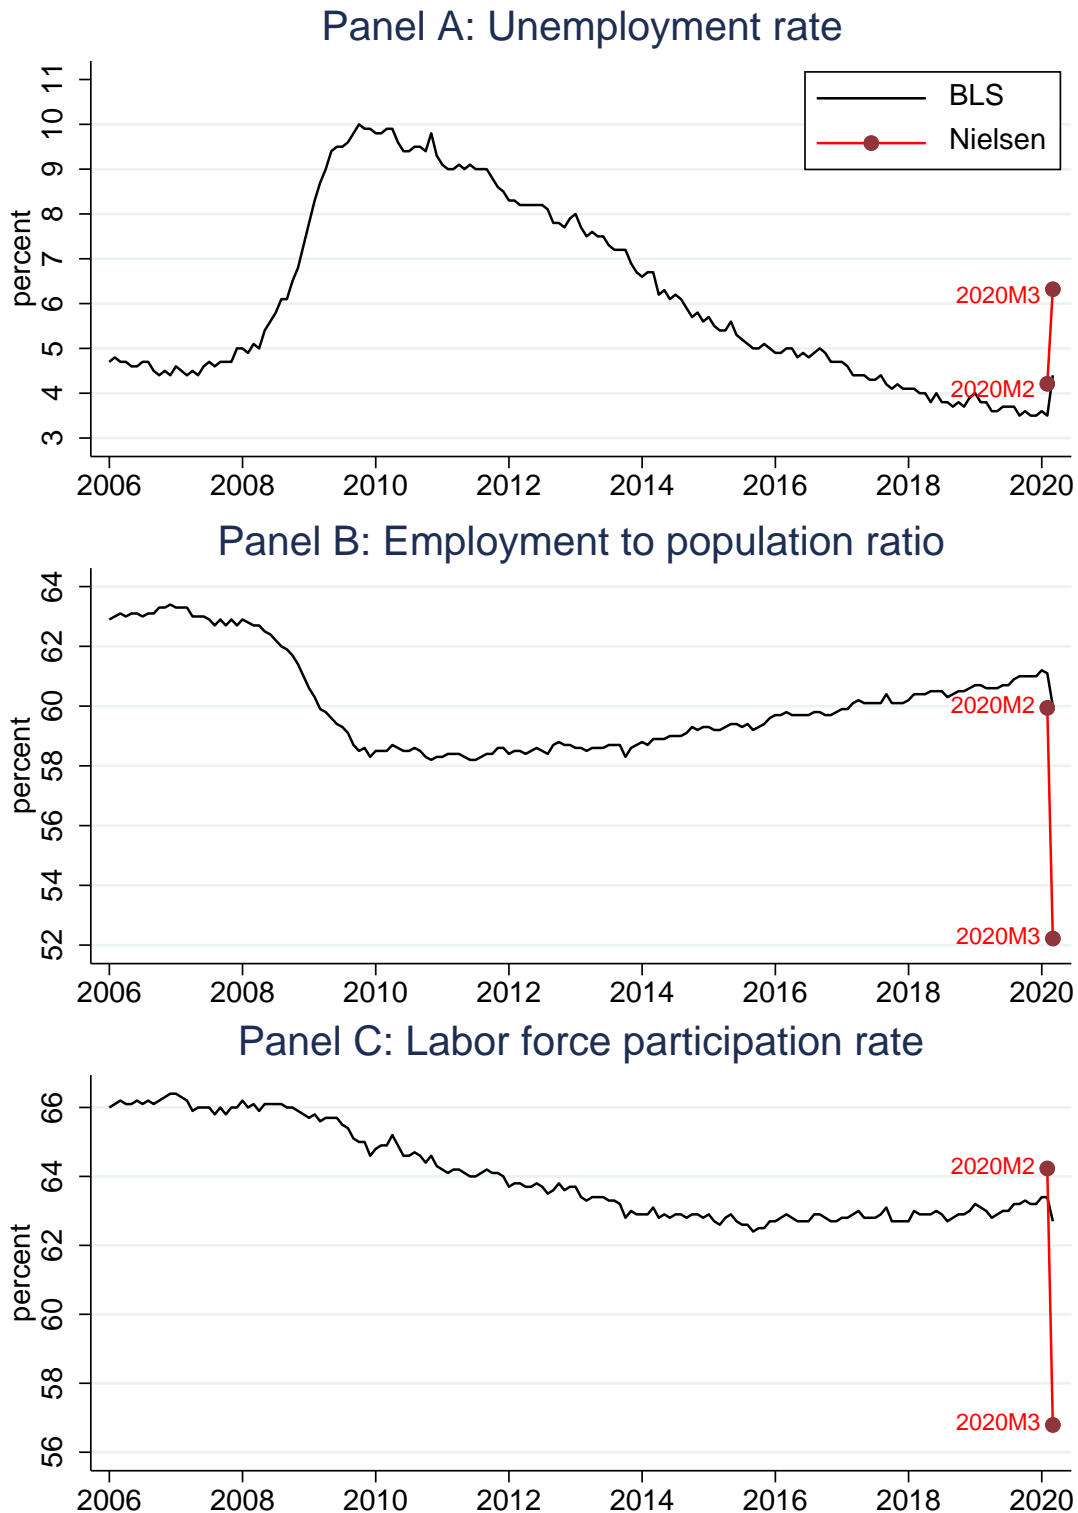 Panel A: Unemployment rate
BLS
Nielsen
percent
11
10
9
8
7
6
5
4
3
2020M3
2020M2
2006 2008 2010 2012 2014 2016 2018 2020
Panel B: Employment to population ratio
percent
64
62
60
58
56
54
52
2020M2
2020M3
2006 2008 2010 2012 2014 2016 2018 2020
Panel C: Labor force participation rate
percent
66
64
62
60
58
56
2020M2
2020M3
2006 2008 2010 2012 2014 2016 2018 2020